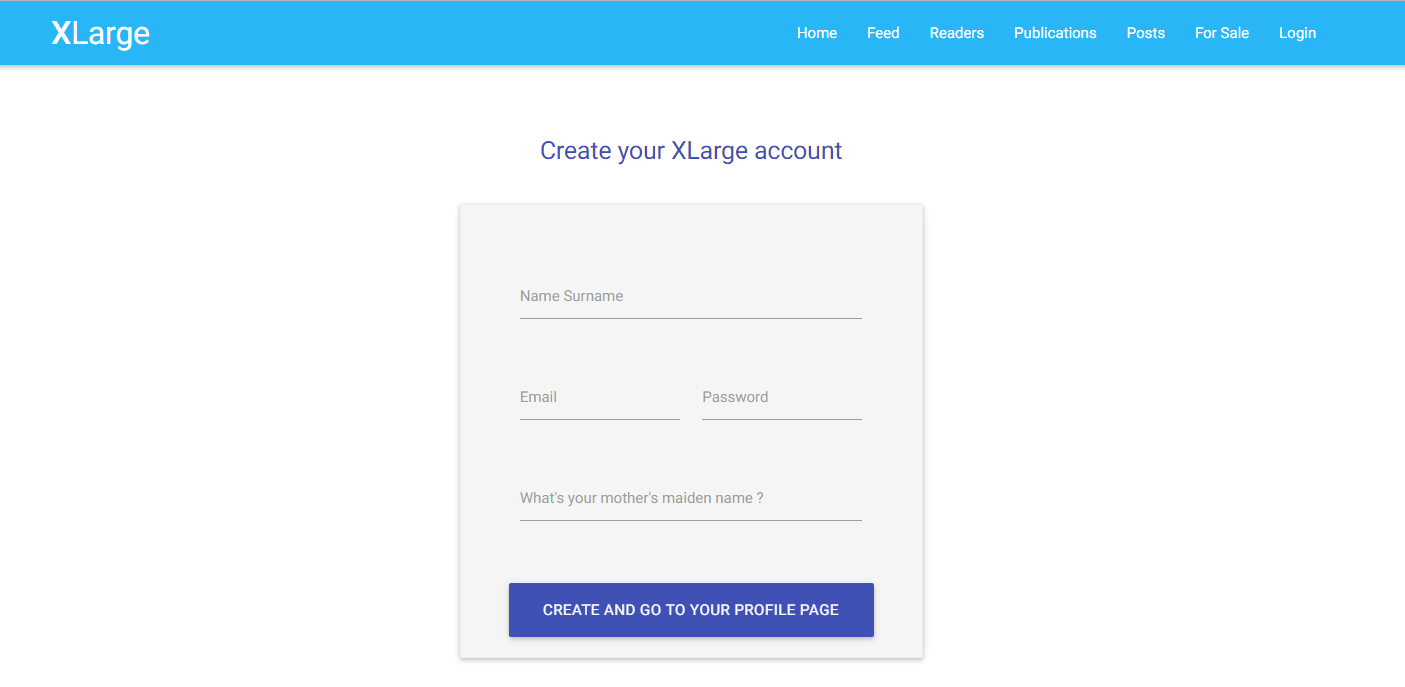 XLarge
Home Feed Readers Publications Posts For Sale Login
Create your XLarge account
Name Surname
Email Password
What's your mother's maiden name ?
CREATE AND GO TO YOUR PROFILE PAGE